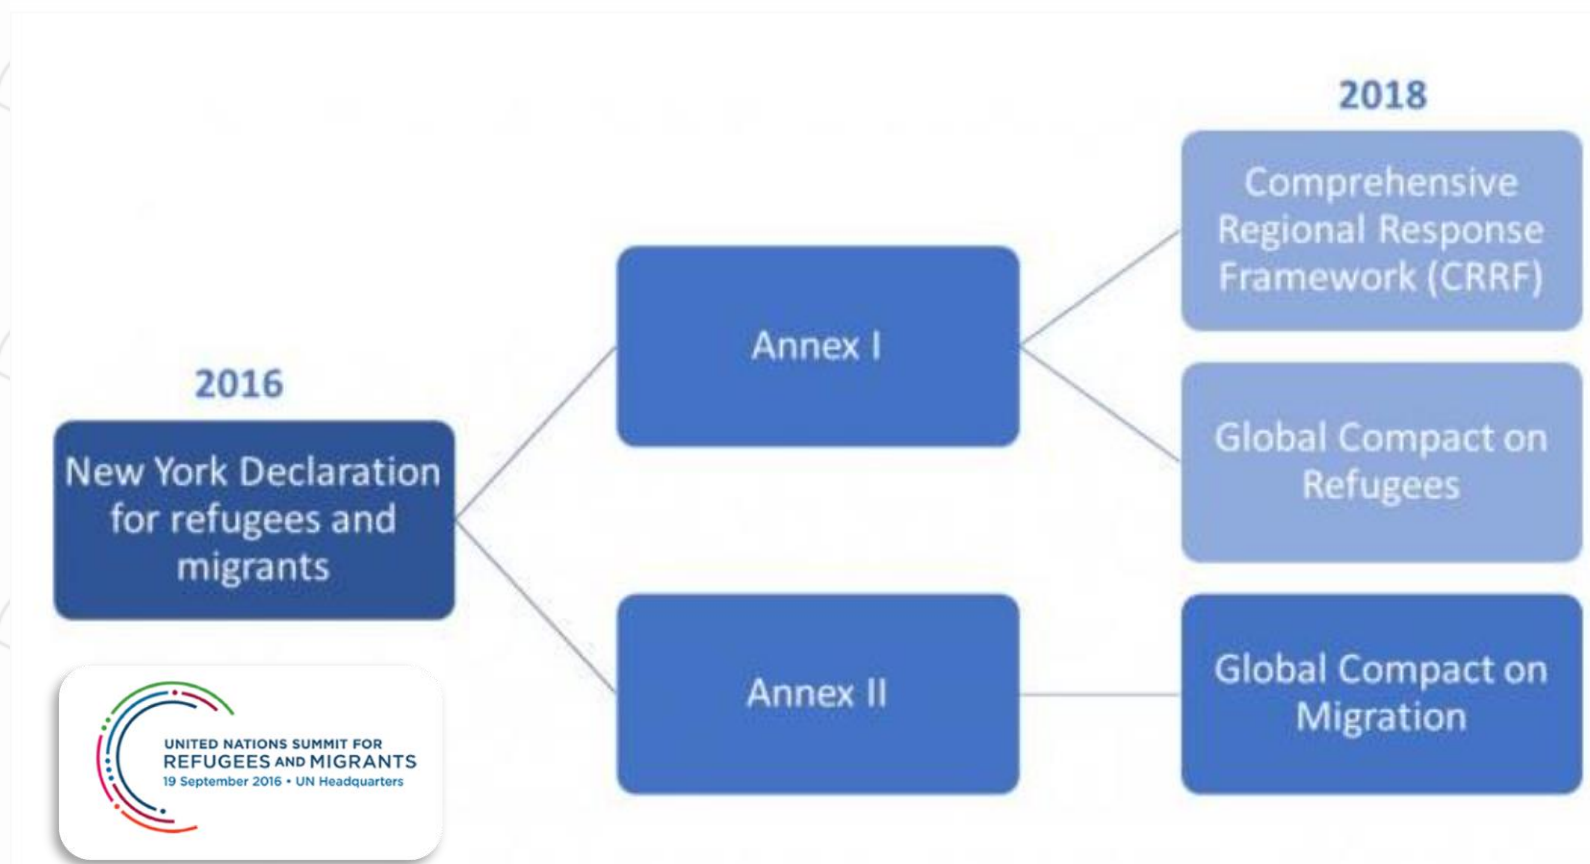 2016
New York Declaration
for refugees and
migrants
UNITED NATIONS SUMMIT FOR
REFUGEES AND MIGRANTS
19 September 2016 • UN Headquarters
Annex I
Annex II
2018
Comprehensive
Regional Response
Framework (CRRF)
Global Compact on
Refugees
Global Compact on
Migration